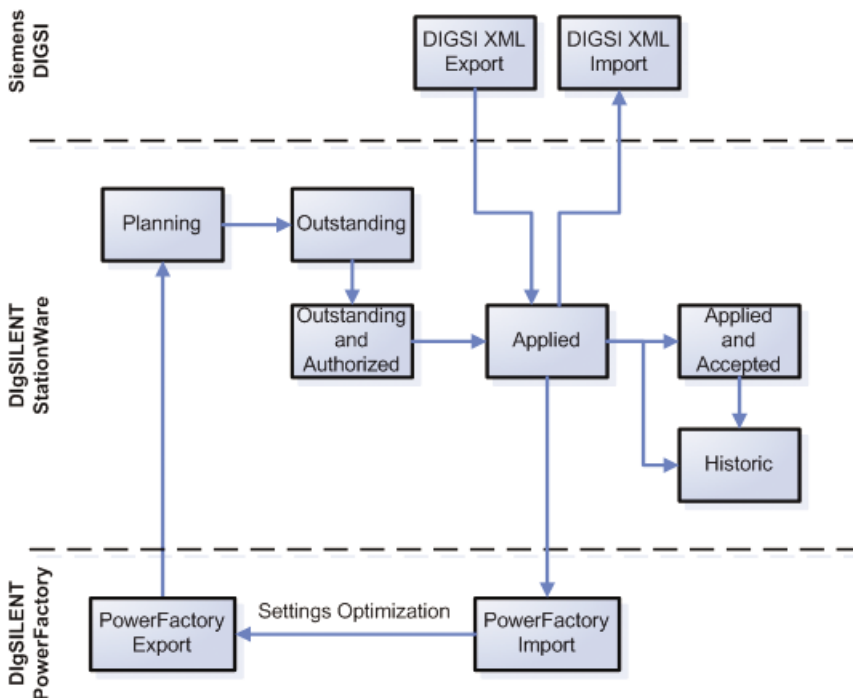 Siemens
DIGSI
DIGSI XML
Export
DIGSI XML
Import
DIgSILENT
StationWare
Planning
Outstanding
Outstanding
and
Authorized
Applied
Applied
and
Accepted
Historic
DIgSILENT
PowerFactory
PowerFactory
Export
Settings Optimization
PowerFactory
Import